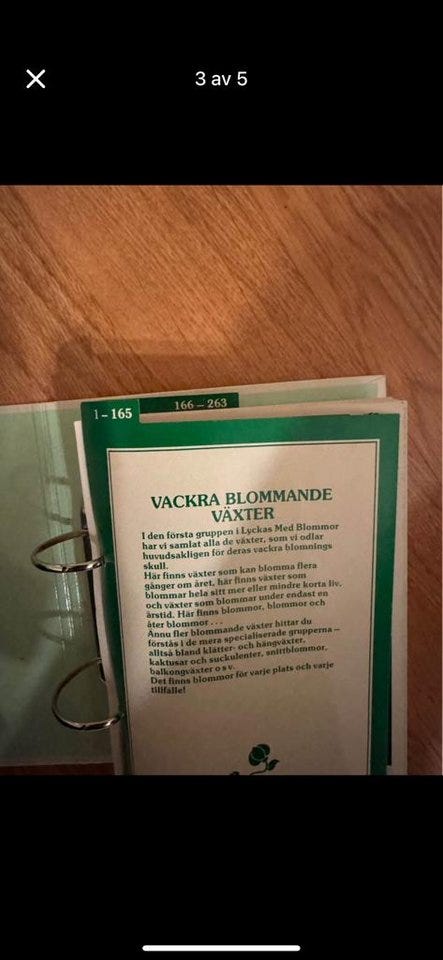 3 av 5
1 – 165
166 – 263
VACKRA BLOMMANDE
VÄXTER
I den första gruppen i Lyckas Med Blommor
har vi samlat alla de växter, som vi odlar
huvudsakligen för deras vackra blomnings
skull.
Här finns växter som kan blomma flera
gånger om året, här finns växter som
blommar hela sitt mer eller mindre korta liv,
och växter som blommar under endast en
årstid. Här finns blommor, blommor och
åter blommor . . .
Ännu fler blommande växter hittar du
förstås i de mera specialiserade grupperna –
alltså bland klätter- och hängväxter,
kaktusar och suckulenter, snittblommor,
balkongväxter o s v.
Det finns blommor för varje plats och varje
tillfälle!